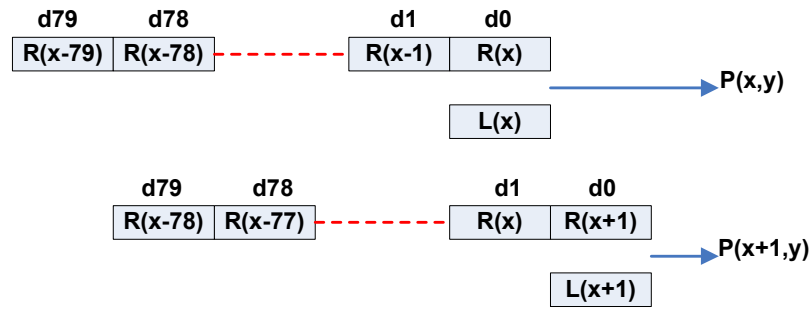 d79 d78 d1 d0
R(x-79) R(x-78) R(x-1) R(x)
P(x,y)
L(x)
d79 d78 d1 d0
R(x-78) R(x-77) R(x) R(x+1)
P(x+1,y)
L(x+1)